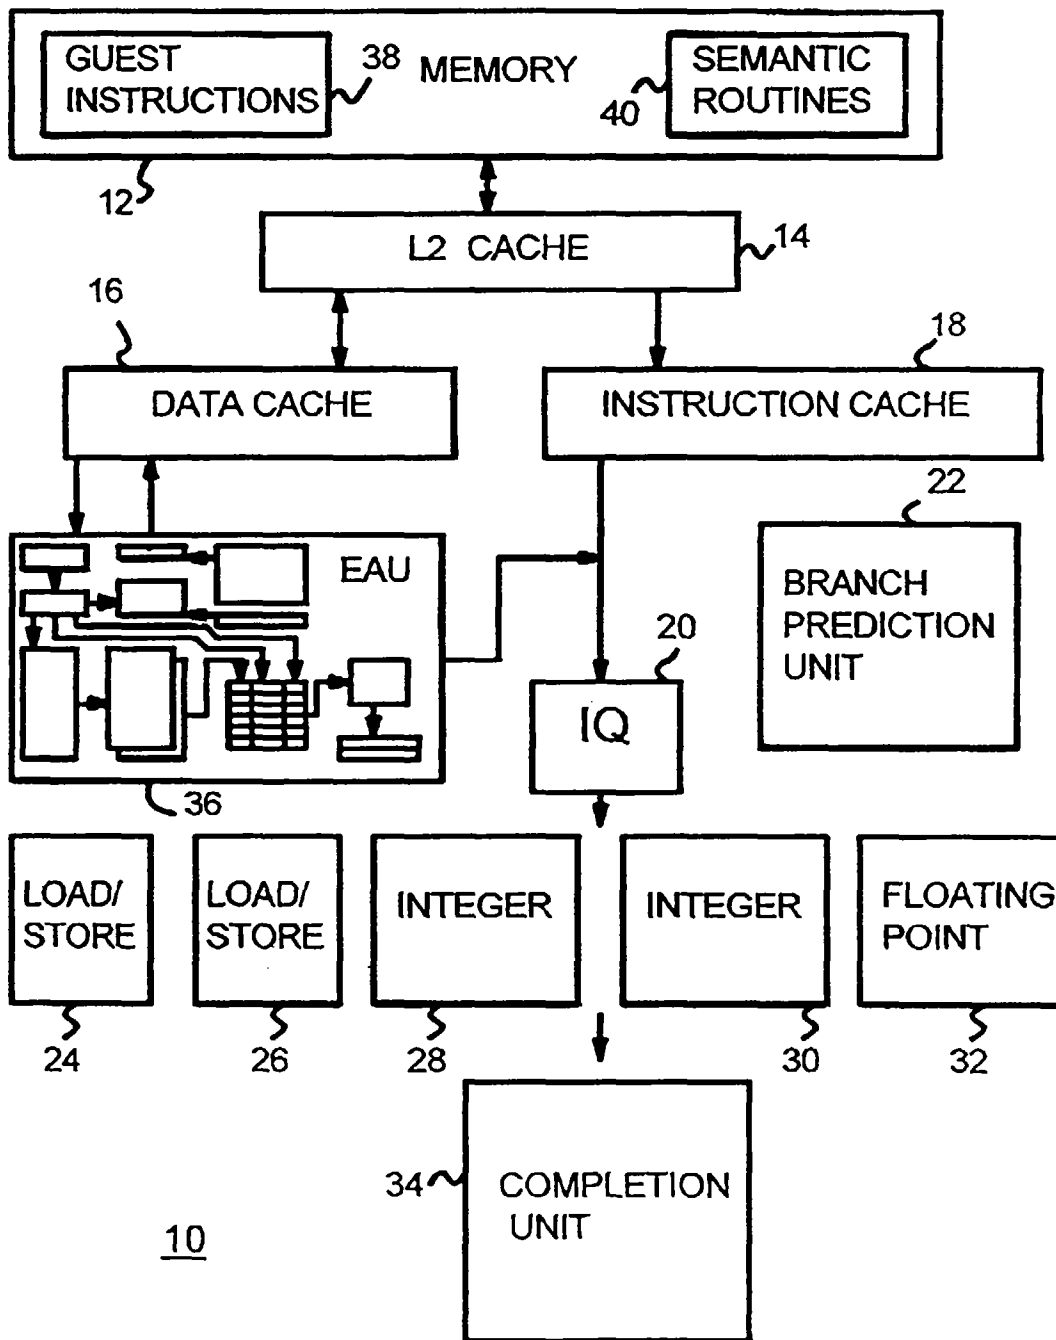 GUEST
INSTRUCTIONS
38
MEMORY
SEMANTIC
ROUTINES
40
12
L2 CACHE
14
16
18
DATA CACHE
INSTRUCTION CACHE
22
EAU
BRANCH
PREDICTION
UNIT
20
IQ
36
LOAD/
STORE
LOAD/
STORE
INTEGER
INTEGER
FLOATING
POINT
24
26
28
30
32
34
COMPLETION
UNIT
10